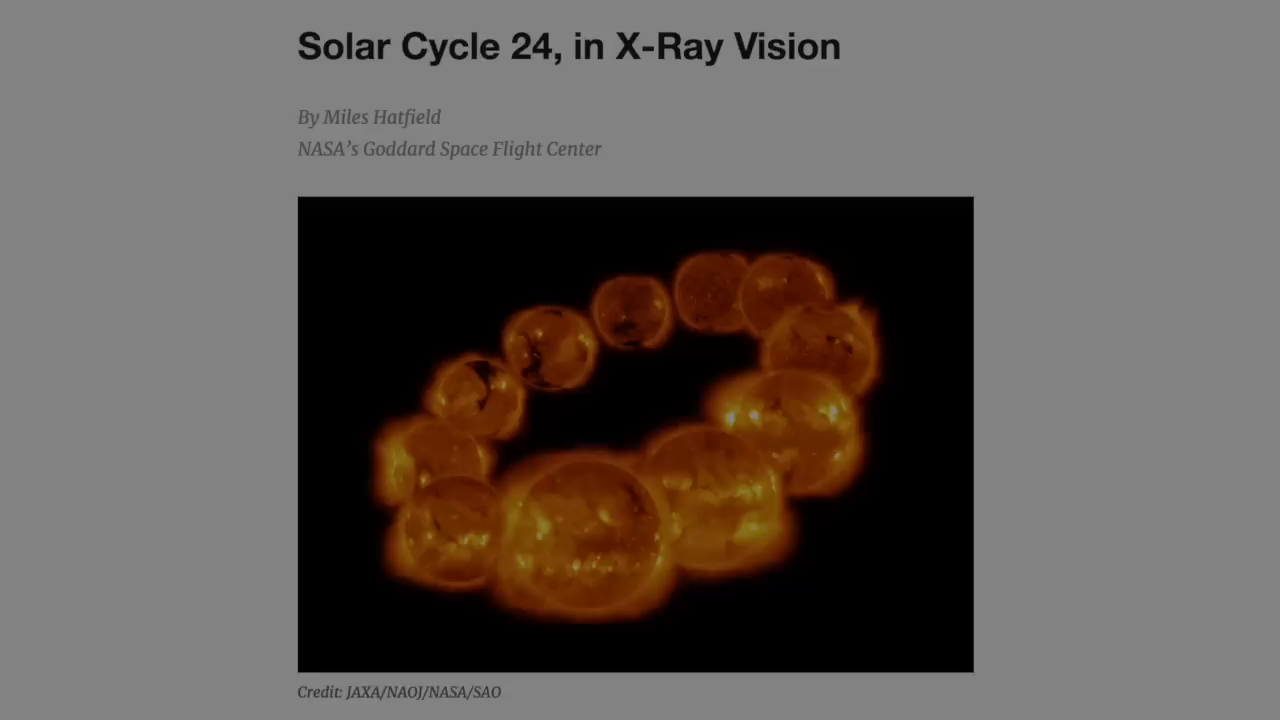 Solar Cycle 24, in X-Ray Vision
By Miles Hatfield
NASA’s Goddard Space Flight Center
Credit: JAXA/NAOJ/NASA/SAO